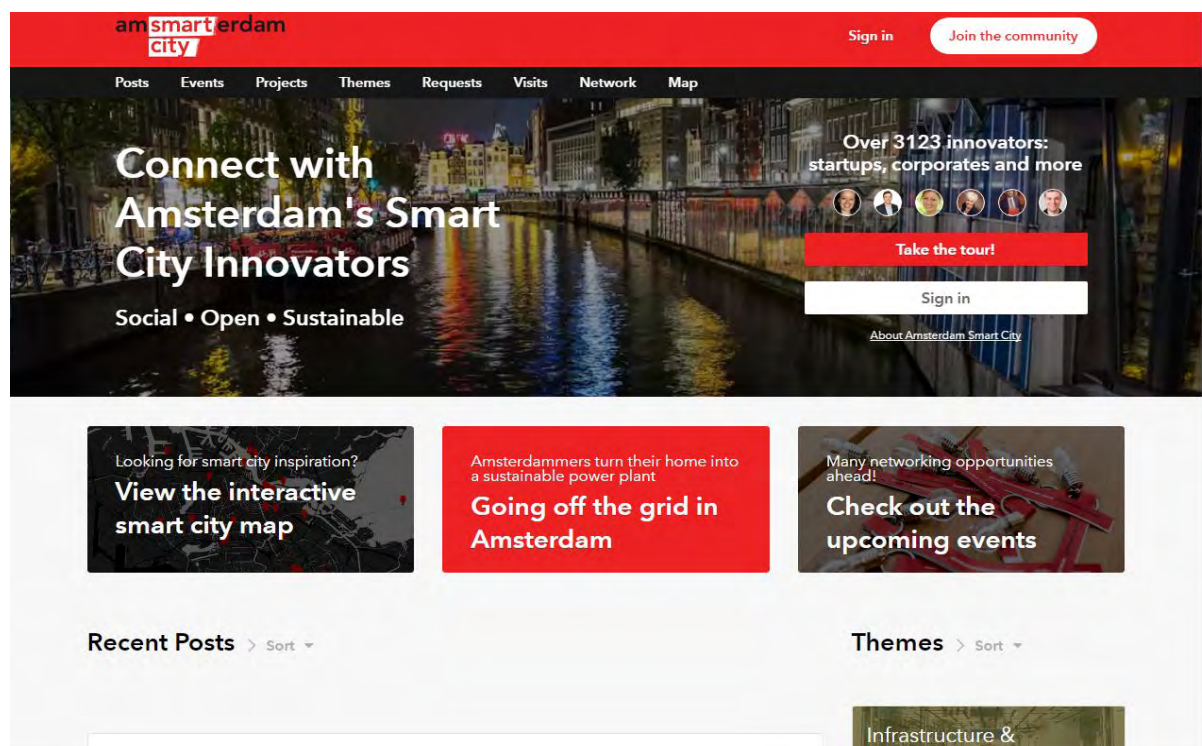 amsmarterdam
city
Sign in
Join the community
Posts Events Projects Themes Requests Visits Network Map
Connect with
Amsterdam's Smart
City Innovators
Social • Open • Sustainable
Over 3123 innovators:
startups, corporates and more
Take the tour!
Sign in
About Amsterdam Smart City
Looking for smart city inspiration?
View the interactive
smart city map
Amsterdammers turn their home into
a sustainable power plant
Going off the grid in
Amsterdam
Many networking opportunities
ahead!
Check out the
upcoming events
Recent Posts > Sort
Themes > Sort
Infrastructure &